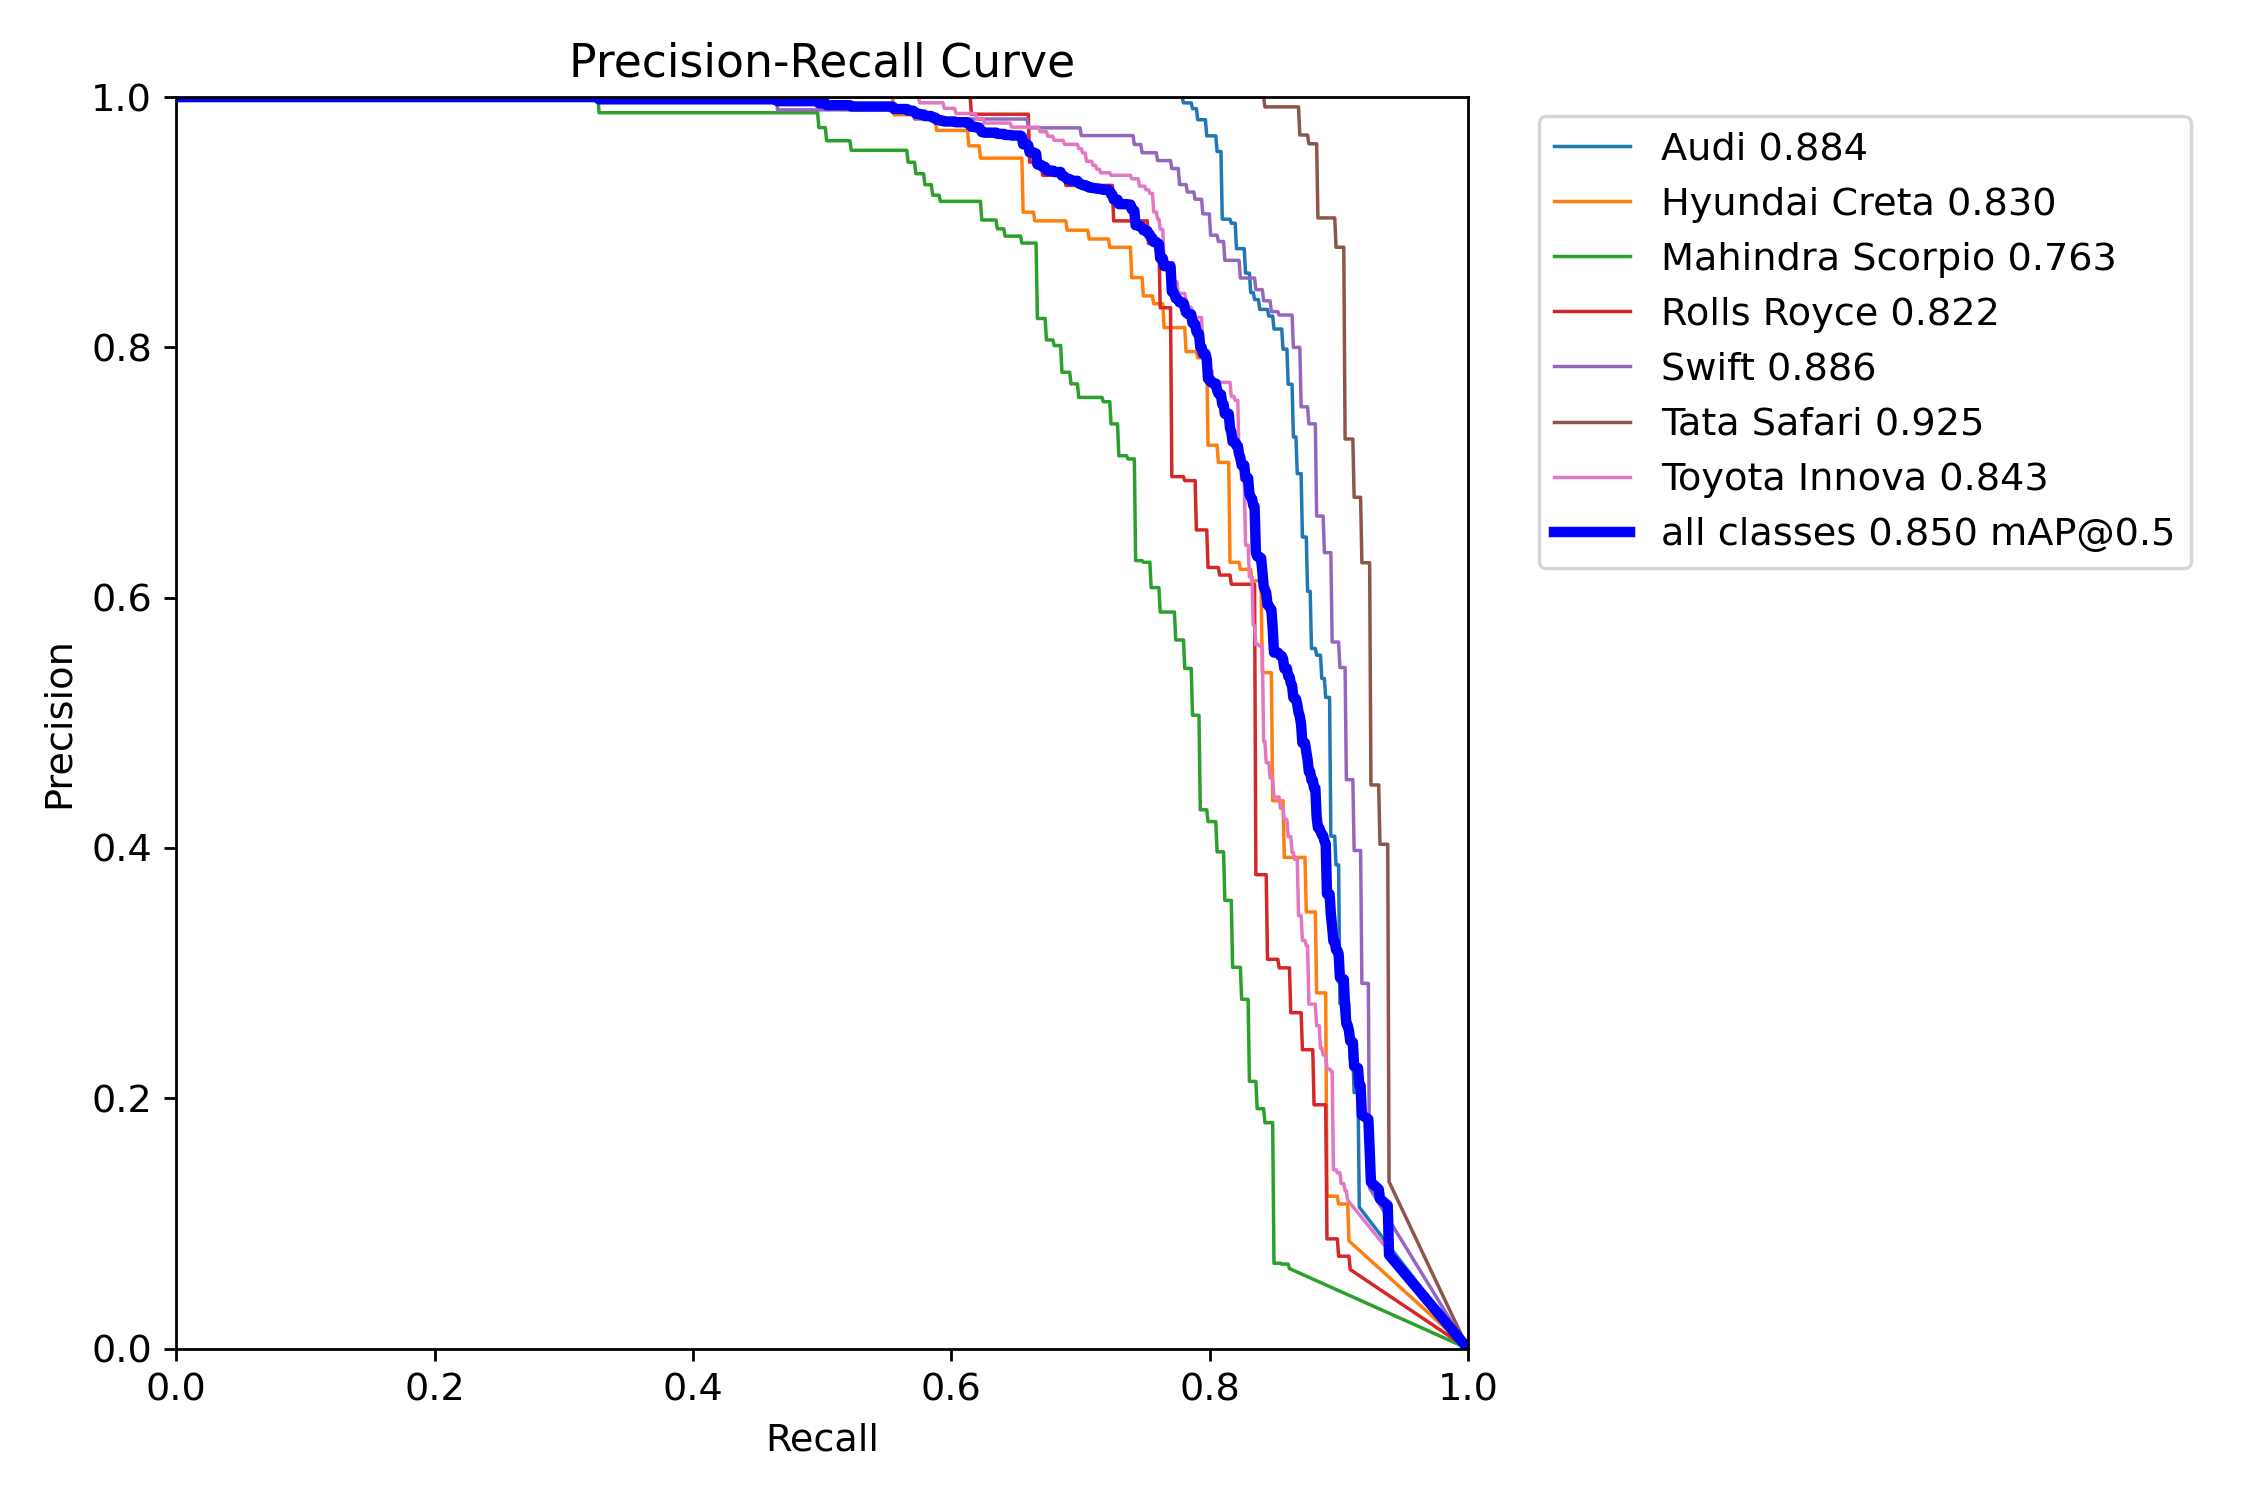 Precision-Recall Curve
1.0
0.8
0.6
0.4
0.2
0.0
Precision
0.0 0.2 0.4 0.6 0.8 1.0
Recall
Audi 0.884
Hyundai Creta 0.830
Mahindra Scorpio 0.763
Rolls Royce 0.822
Swift 0.886
Tata Safari 0.925
Toyota Innova 0.843
all classes 0.850 mAP@0.5